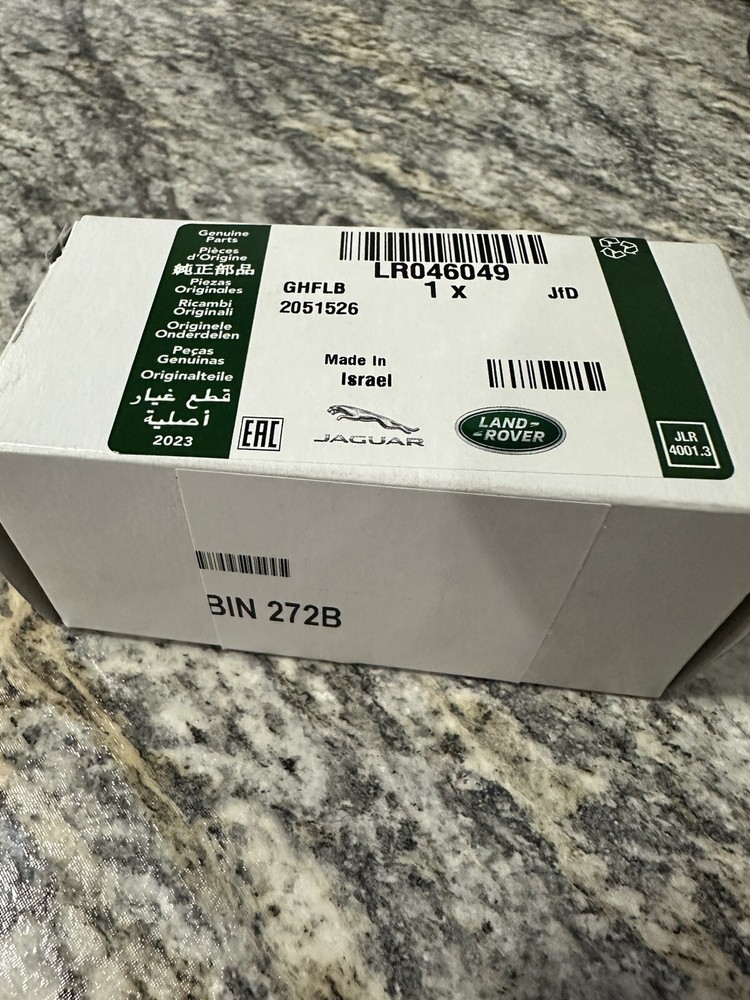 Genuine
Parts
Pièces
d'Origine
純正部品
Piezas
Originales
Ricambi
Originali
Originele
Onderdelen
Peças
Genuínas
Originalteile
قطع غيار
أصلية
2023
LR046049
GHFLB
1 x
JfD
2051526
Made In
Israel
EAC
JAGUAR
LAND-
-ROVER
JLR
4001.3
BIN 272B